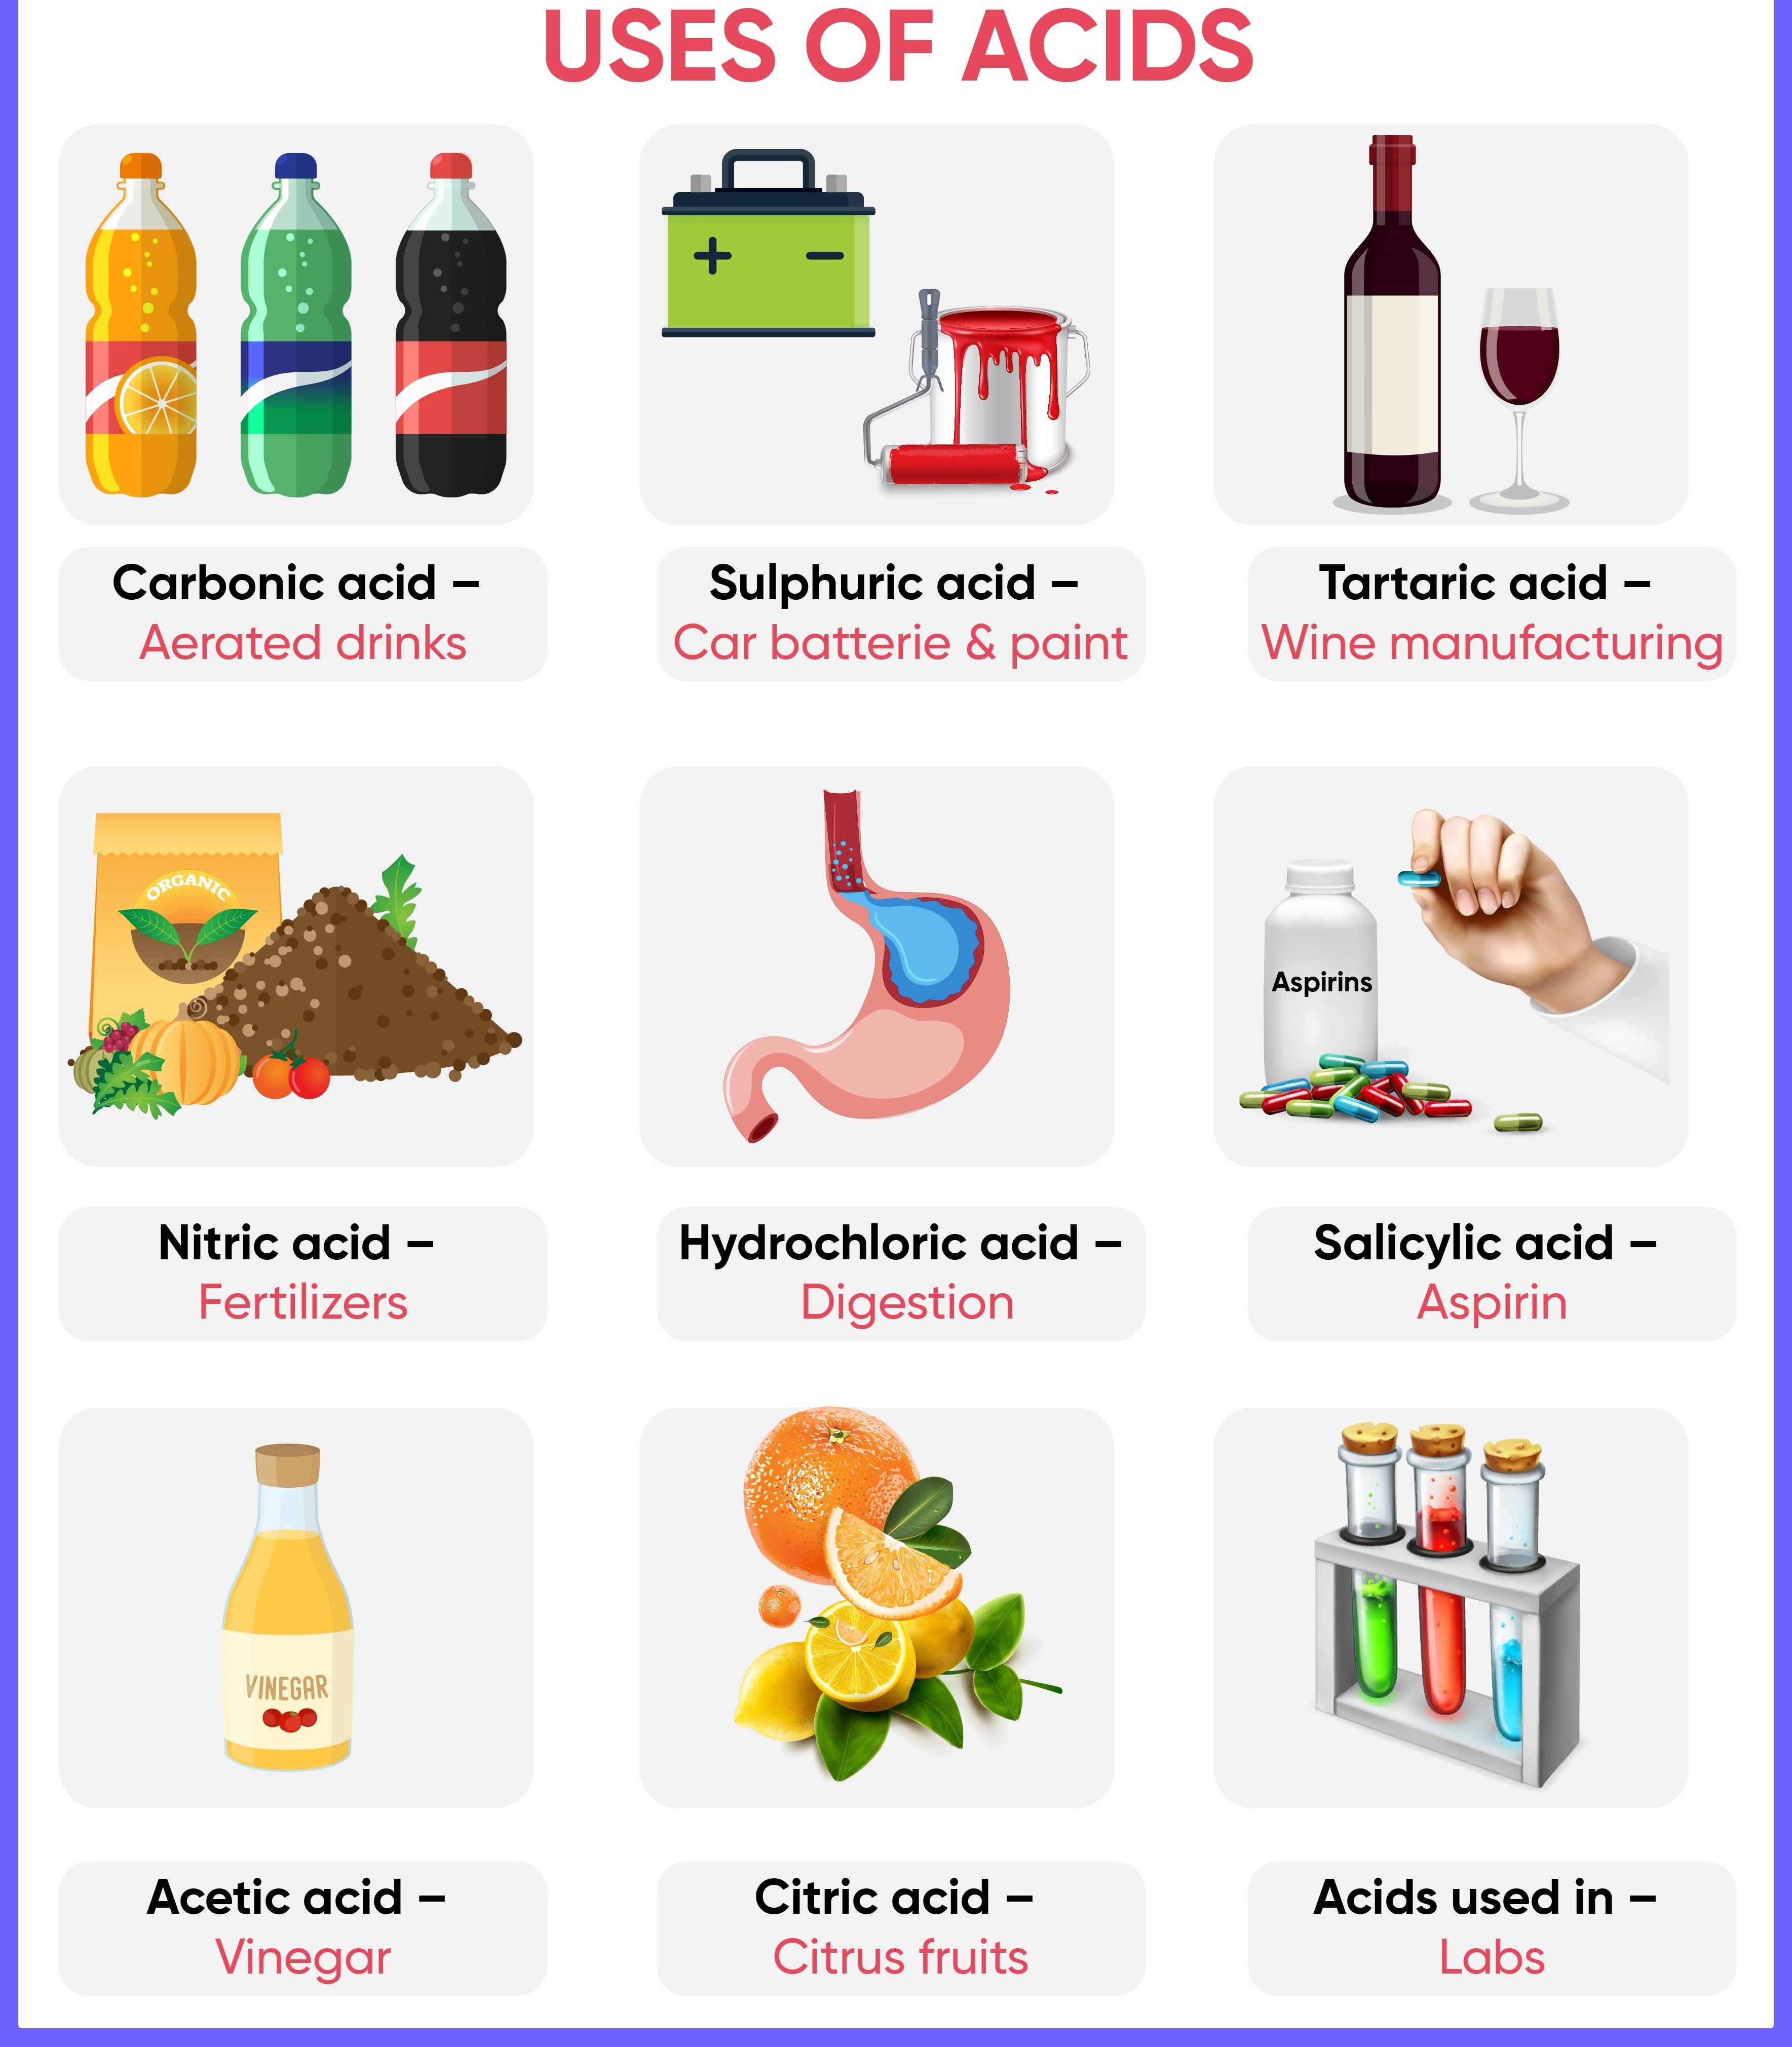 USES OF ACIDS
Carbonic acid –
Aerated drinks
Sulphuric acid –
Car batterie & paint
Tartaric acid –
Wine manufacturing
ORGANIC
Aspirins
Nitric acid –
Fertilizers
Hydrochloric acid –
Digestion
Salicylic acid –
Aspirin
VINEGAR
Acetic acid –
Vinegar
Citric acid –
Citrus fruits
Acids used in –
Labs